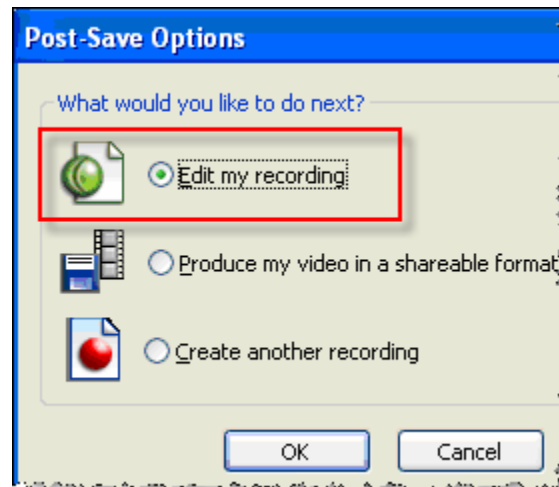 Post-Save Options
What would you like to do next?
Edit my recording
Produce my video in a shareable format
Create another recording
OK
Cancel